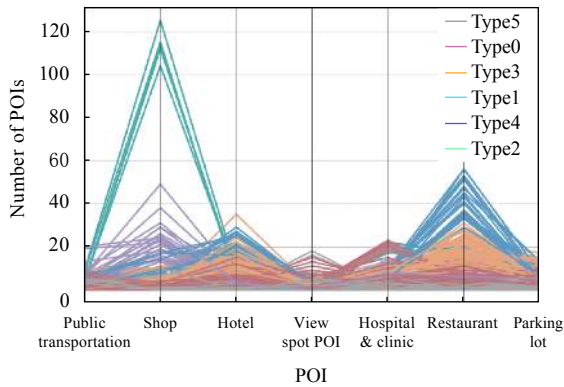 120
100
80
60
40
20
0
Number of POIs
Type5
Type0
Type3
Type1
Type4
Type2
Public transportation
Shop
Hotel
View spot POI
Hospital & clinic
Restaurant
Parking lot
POI